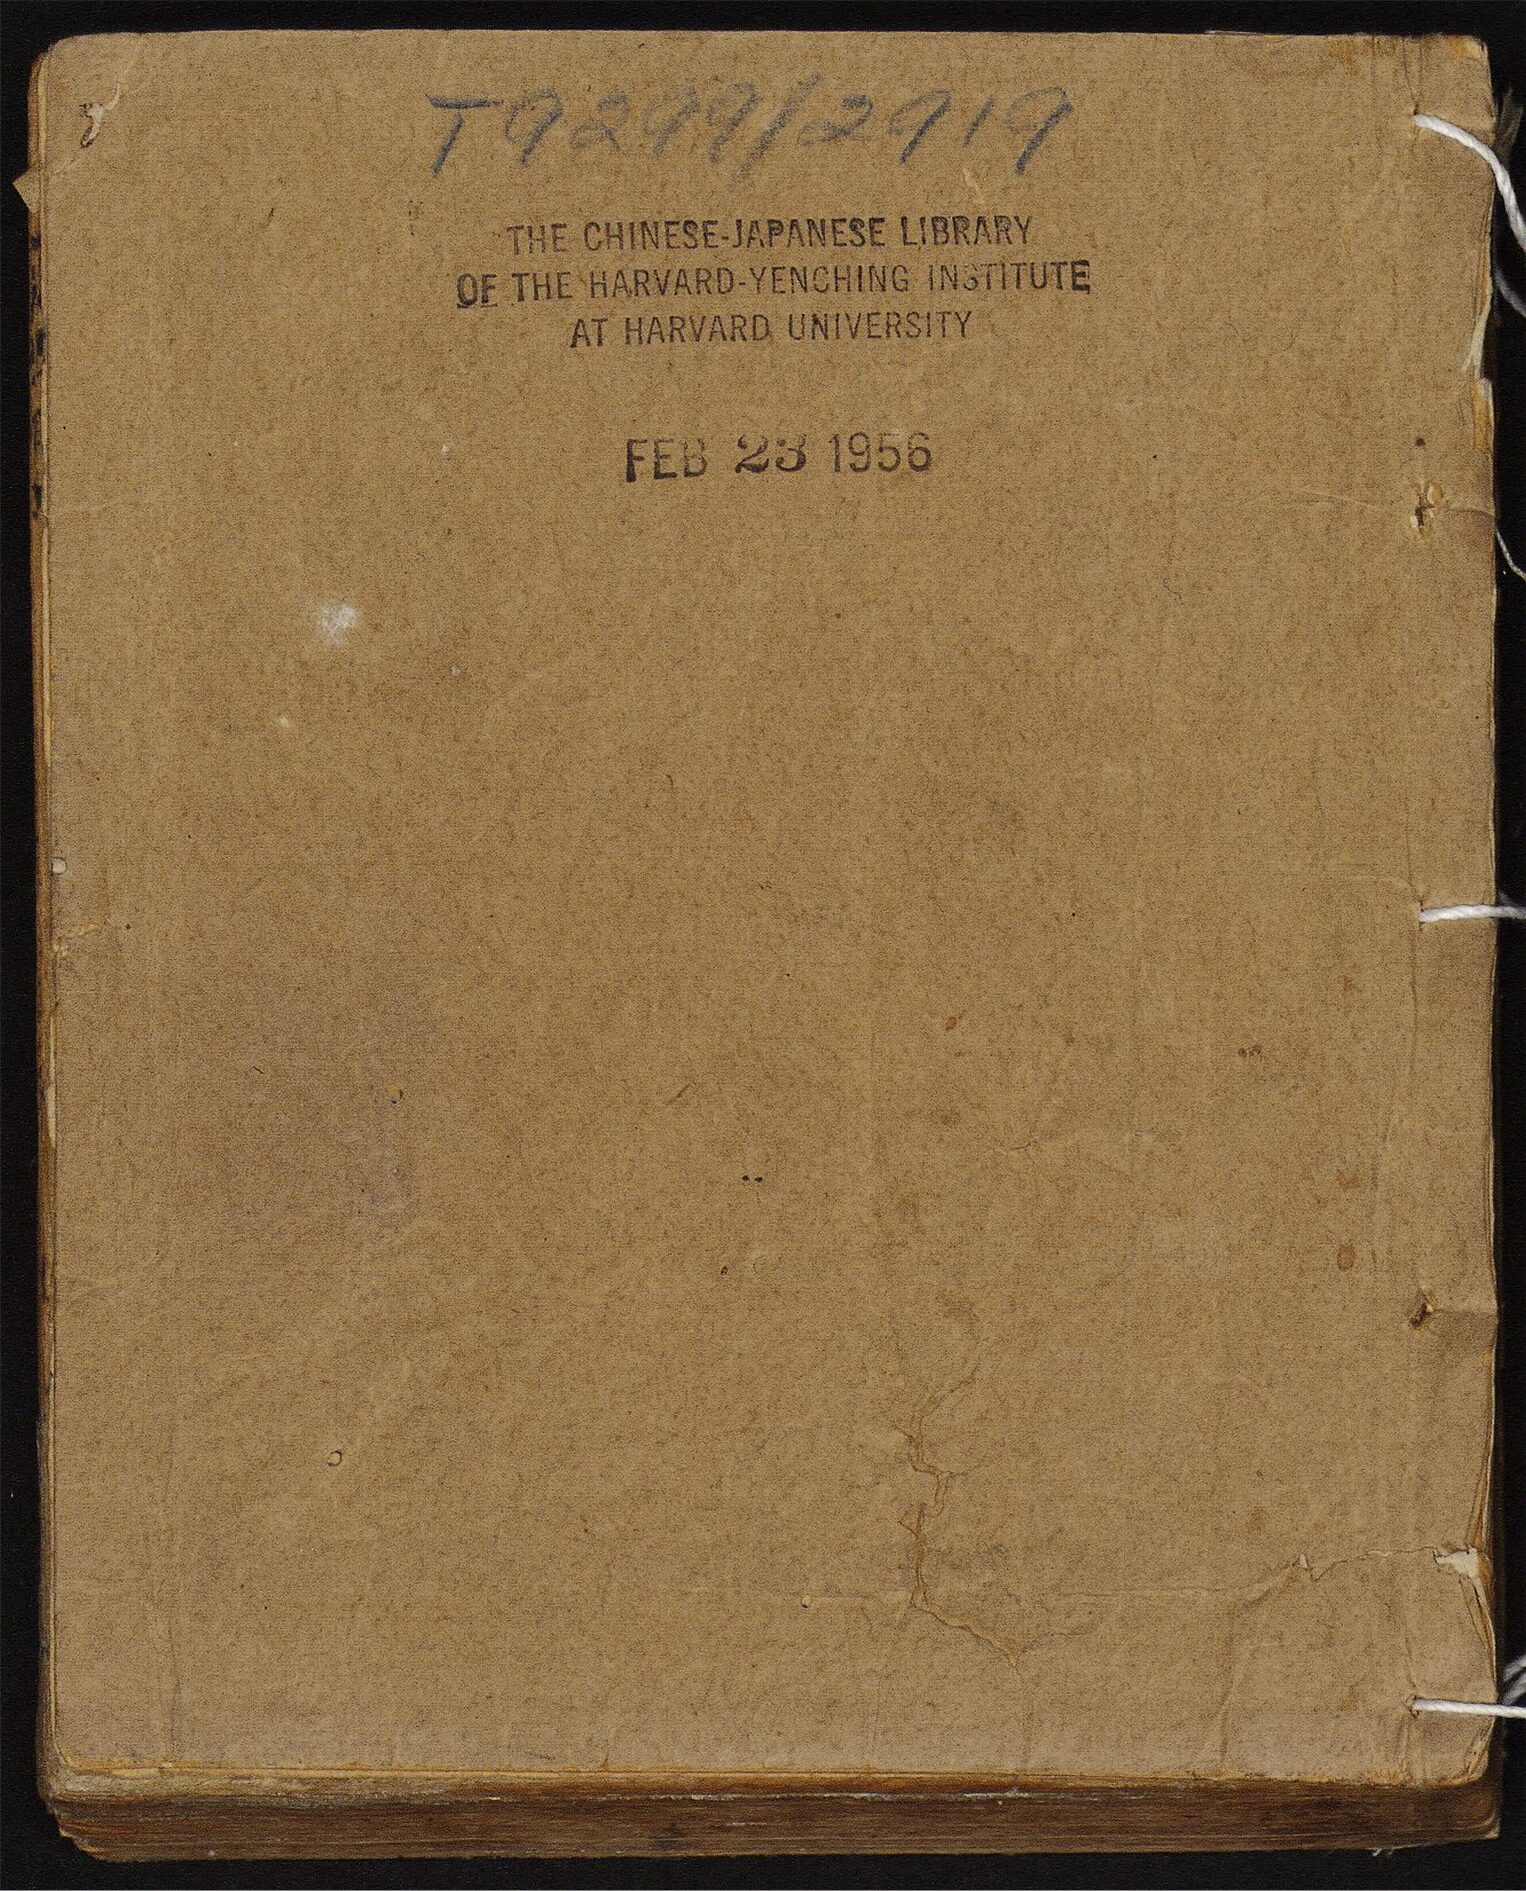 T9299/2919
THE CHINESE-JAPANESE LIBRARY
OF THE HARVARD-YENCHING INSTITUTE
AT HARVARD UNIVERSITY
FEB 23 1956